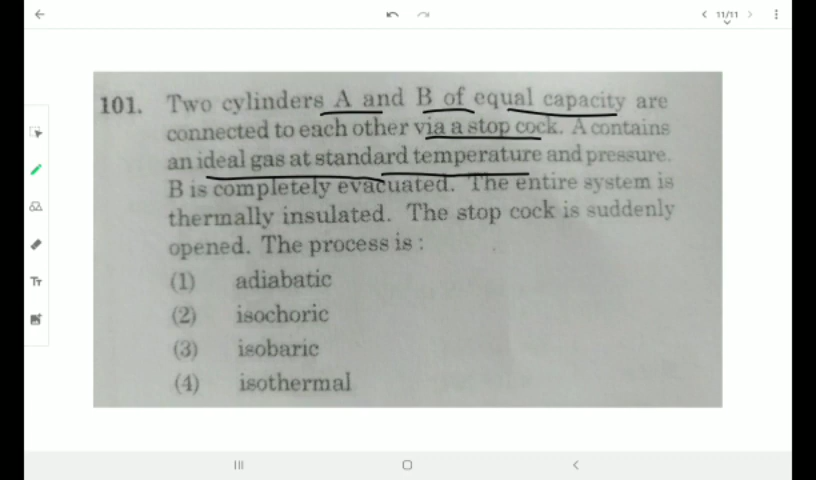 11/11
101. Two cylinders A and B of equal capacity are
connected to each other via a stop cock. A contains
an ideal gas at standard temperature and pressure.
B is completely evacuated. The entire system is
thermally insulated. The stop cock is suddenly
opened. The process is :
(1) adiabatic
(2) isochoric
(3) isobaric
(4) isothermal
TT